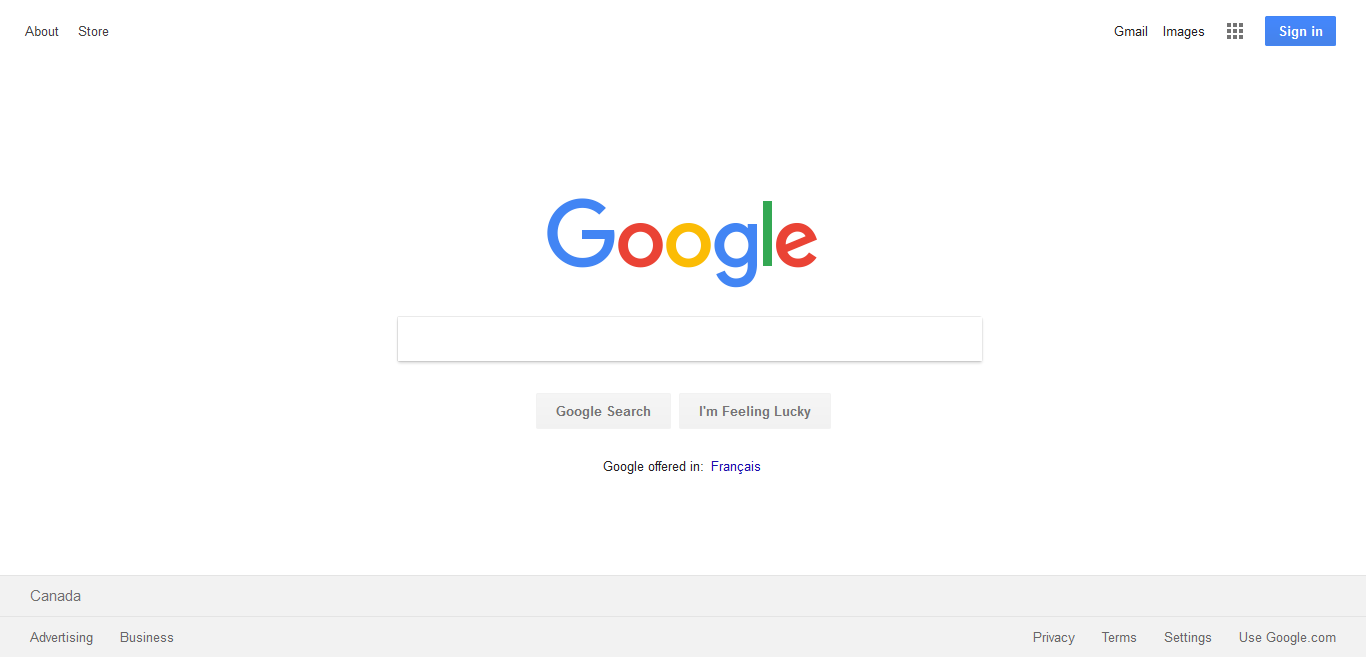 About Store Gmail Images Sign in
Google
Google Search I'm Feeling Lucky
Google offered in: Français
Canada
Advertising Business Privacy Terms Settings Use Google.com